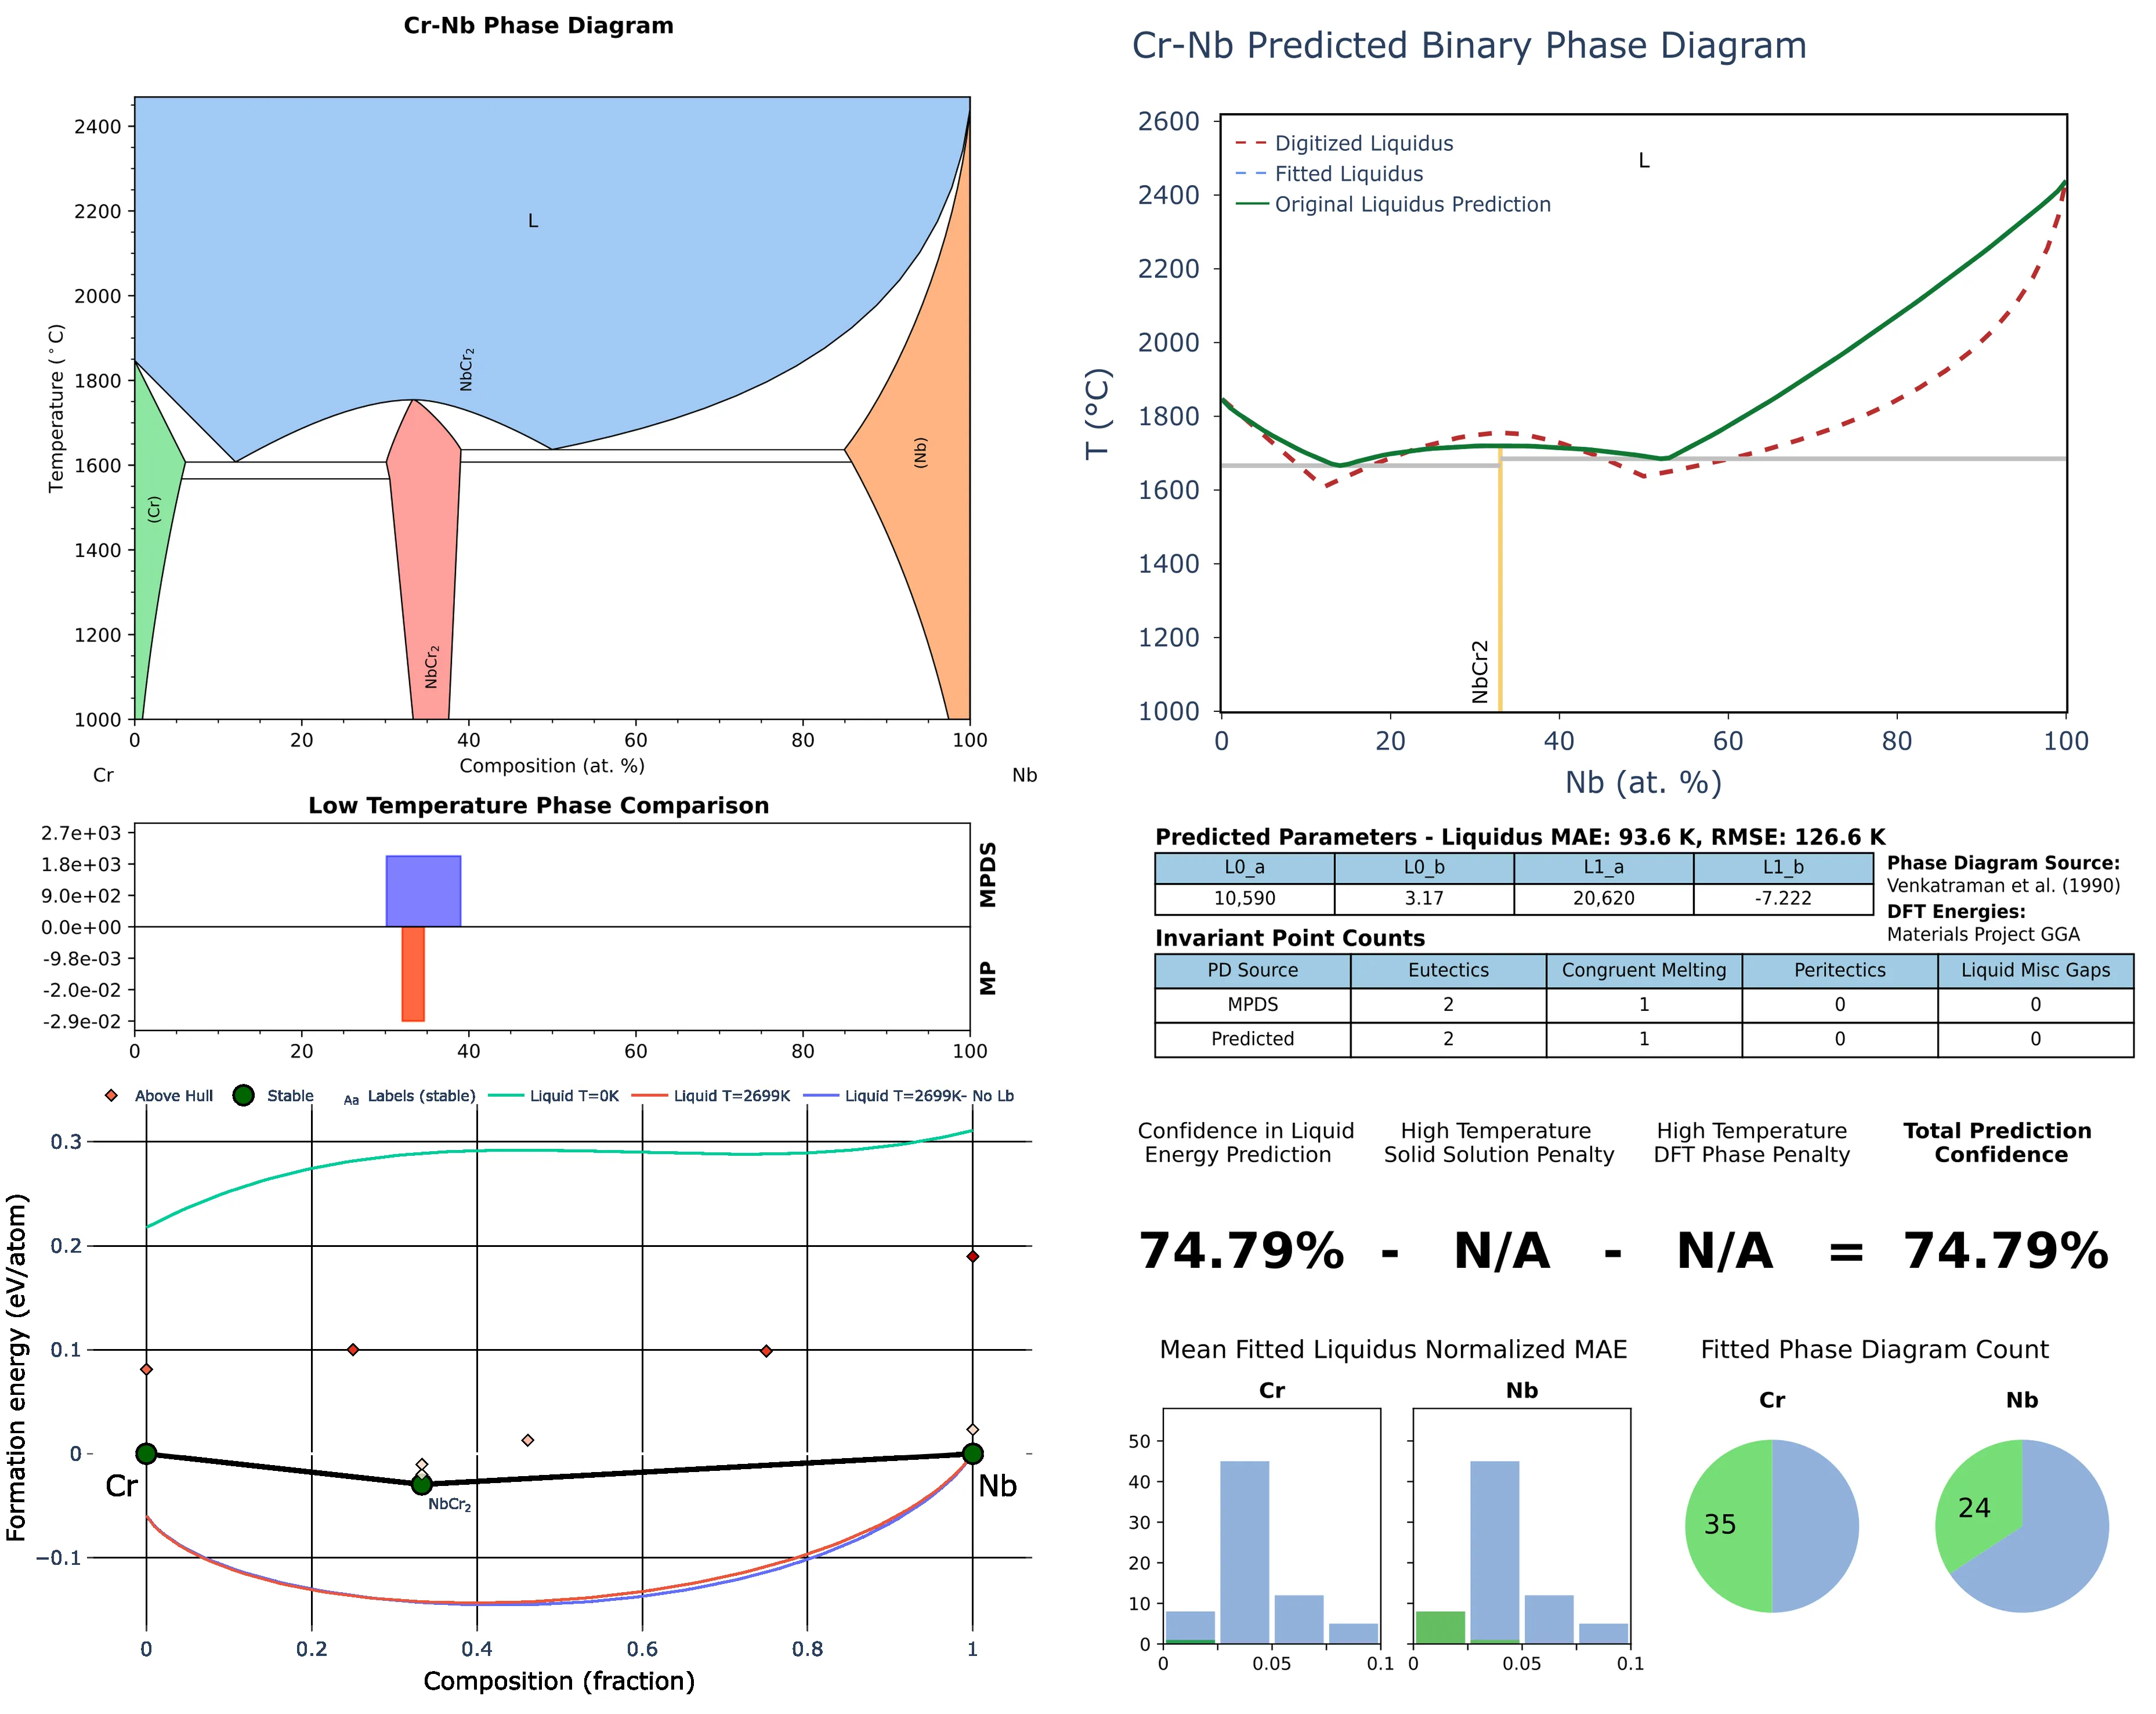 Cr-Nb Phase Diagram
2400
2200
2000
1800
1600
1400
1200
1000
Temperature (°C)
L
NbCr2
(Cr)
NbCr2
(Nb)
0 20 40 60 80 100
Composition (at. %)
Cr Nb
Low Temperature Phase Comparison
2.7e+03
1.8e+03
9.0e+02
0.0e+00
-9.8e-03
-2.0e-02
-2.9e-02
MPDS
MP
0 20 40 60 80 100
Above Hull Stable Aa Labels (stable) Liquid T=0K Liquid T=2699K Liquid T=2699K- No Lb
0.3
0.2
0.1
0
−0.1
Formation energy (eV/atom)
Cr
NbCr2
Nb
0 0.2 0.4 0.6 0.8 1
Composition (fraction)
Cr-Nb Predicted Binary Phase Diagram
2600
2400
2200
2000
1800
1600
1400
1200
1000
T (°C)
Digitized Liquidus
Fitted Liquidus
Original Liquidus Prediction
L
NbCr2
0 20 40 60 80 100
Nb (at. %)
Predicted Parameters - Liquidus MAE: 93.6 K, RMSE: 126.6 K
L0_a L0_b L1_a L1_b
10,590 3.17 20,620 -7.222
Phase Diagram Source:
Venkatraman et al. (1990)
DFT Energies:
Materials Project GGA
Invariant Point Counts
PD Source Eutectics Congruent Melting Peritectics Liquid Misc Gaps
MPDS 2 1 0 0
Predicted 2 1 0 0
Confidence in Liquid
Energy Prediction
High Temperature
Solid Solution Penalty
High Temperature
DFT Phase Penalty
Total Prediction
Confidence
74.79% - N/A - N/A = 74.79%
Mean Fitted Liquidus Normalized MAE
Cr Nb
50
40
30
20
10
0
0 0.05 0.1
0 0.05 0.1
Fitted Phase Diagram Count
Cr Nb
35
24